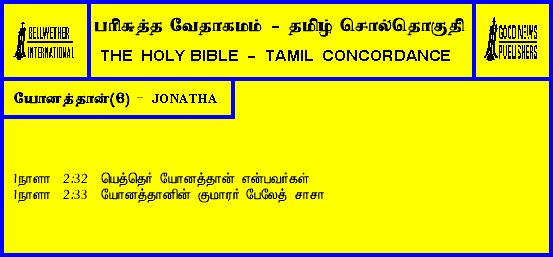 BELLWETHER
INTERNATIONAL
பரிசுத்த வேதாகமம் - தமிழ் சொல்தொகுதி
THE HOLY BIBLE - TAMIL CONCORDANCE
GOOD NEWS
PUBLISHERS
யோனத்தான்(6) - JONATHA
1நாளா 2:32 யெத்தெர் யோனத்தான் என்பவர்கள்
1நாளா 2:33 யோனத்தானின் குமாரர் பேலேத் சாசா